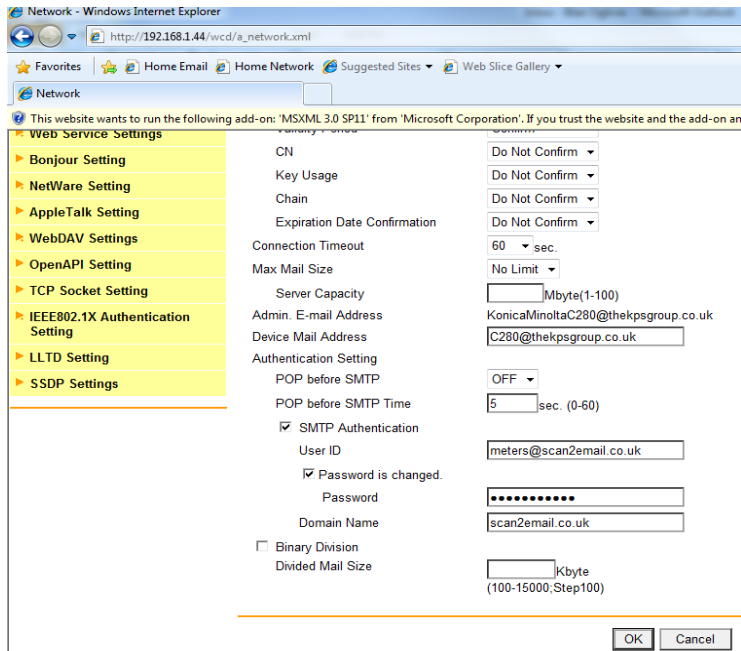 Network - Windows Internet Explorer
http://192.168.1.44/wcd/a_network.xml
Favorites Home Email Home Network Suggested Sites Web Slice Gallery
Network
This website wants to run the following add-on: 'MSXML 3.0 SP11' from 'Microsoft Corporation'. If you trust the website and the add-on an
Web Service Settings
Bonjour Setting
NetWare Setting
AppleTalk Setting
WebDAV Settings
OpenAPI Setting
TCP Socket Setting
IEEE802.1X Authentication
Setting
LLTD Setting
SSDP Settings
Validity Period Confirm
CN Do Not Confirm
Key Usage Do Not Confirm
Chain Do Not Confirm
Expiration Date Confirmation Do Not Confirm
Connection Timeout 60 sec.
Max Mail Size No Limit
Server Capacity Mbyte(1-100)
Admin. E-mail Address KonicaMinoltaC280@thekpsgroup.co.uk
Device Mail Address C280@thekpsgroup.co.uk
Authentication Setting
POP before SMTP OFF
POP before SMTP Time 5 sec. (0-60)
SMTP Authentication
User ID meters@scan2email.co.uk
Password is changed.
Password ●●●●●●●●●●●
Domain Name scan2email.co.uk
Binary Division
Divided Mail Size Kbyte
(100-15000;Step100)
OK Cancel